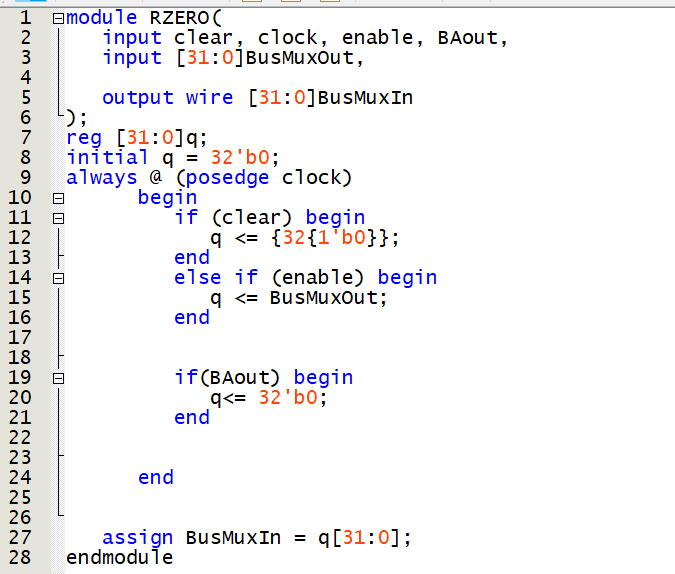 1 module RZERO(
2 input clear, clock, enable, BAout,
3 input [31:0]BusMuxOut,
4
5 output wire [31:0]BusMuxIn
6 );
7 reg [31:0]q;
8 initial q = 32'b0;
9 always @ (posedge clock)
10 begin
11 if (clear) begin
12 q <= {32{1'b0}};
13 end
14 else if (enable) begin
15 q <= BusMuxOut;
16 end
17
18
19 if(BAout) begin
20 q<= 32'b0;
21 end
22
23
24 end
25
26
27 assign BusMuxIn = q[31:0];
28 endmodule